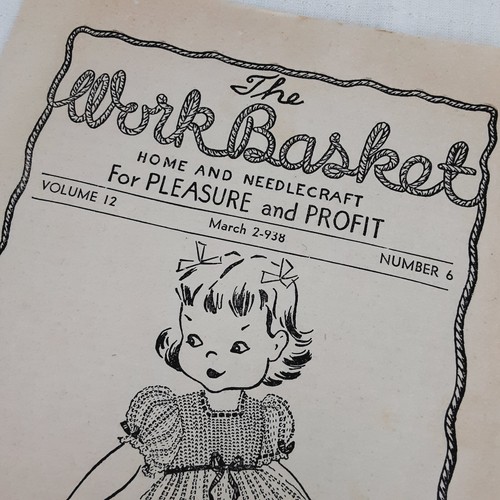 The
WorkBasket
HOME AND NEEDLECRAFT
For PLEASURE and PROFIT
VOLUME 12
March 2-938
NUMBER 6